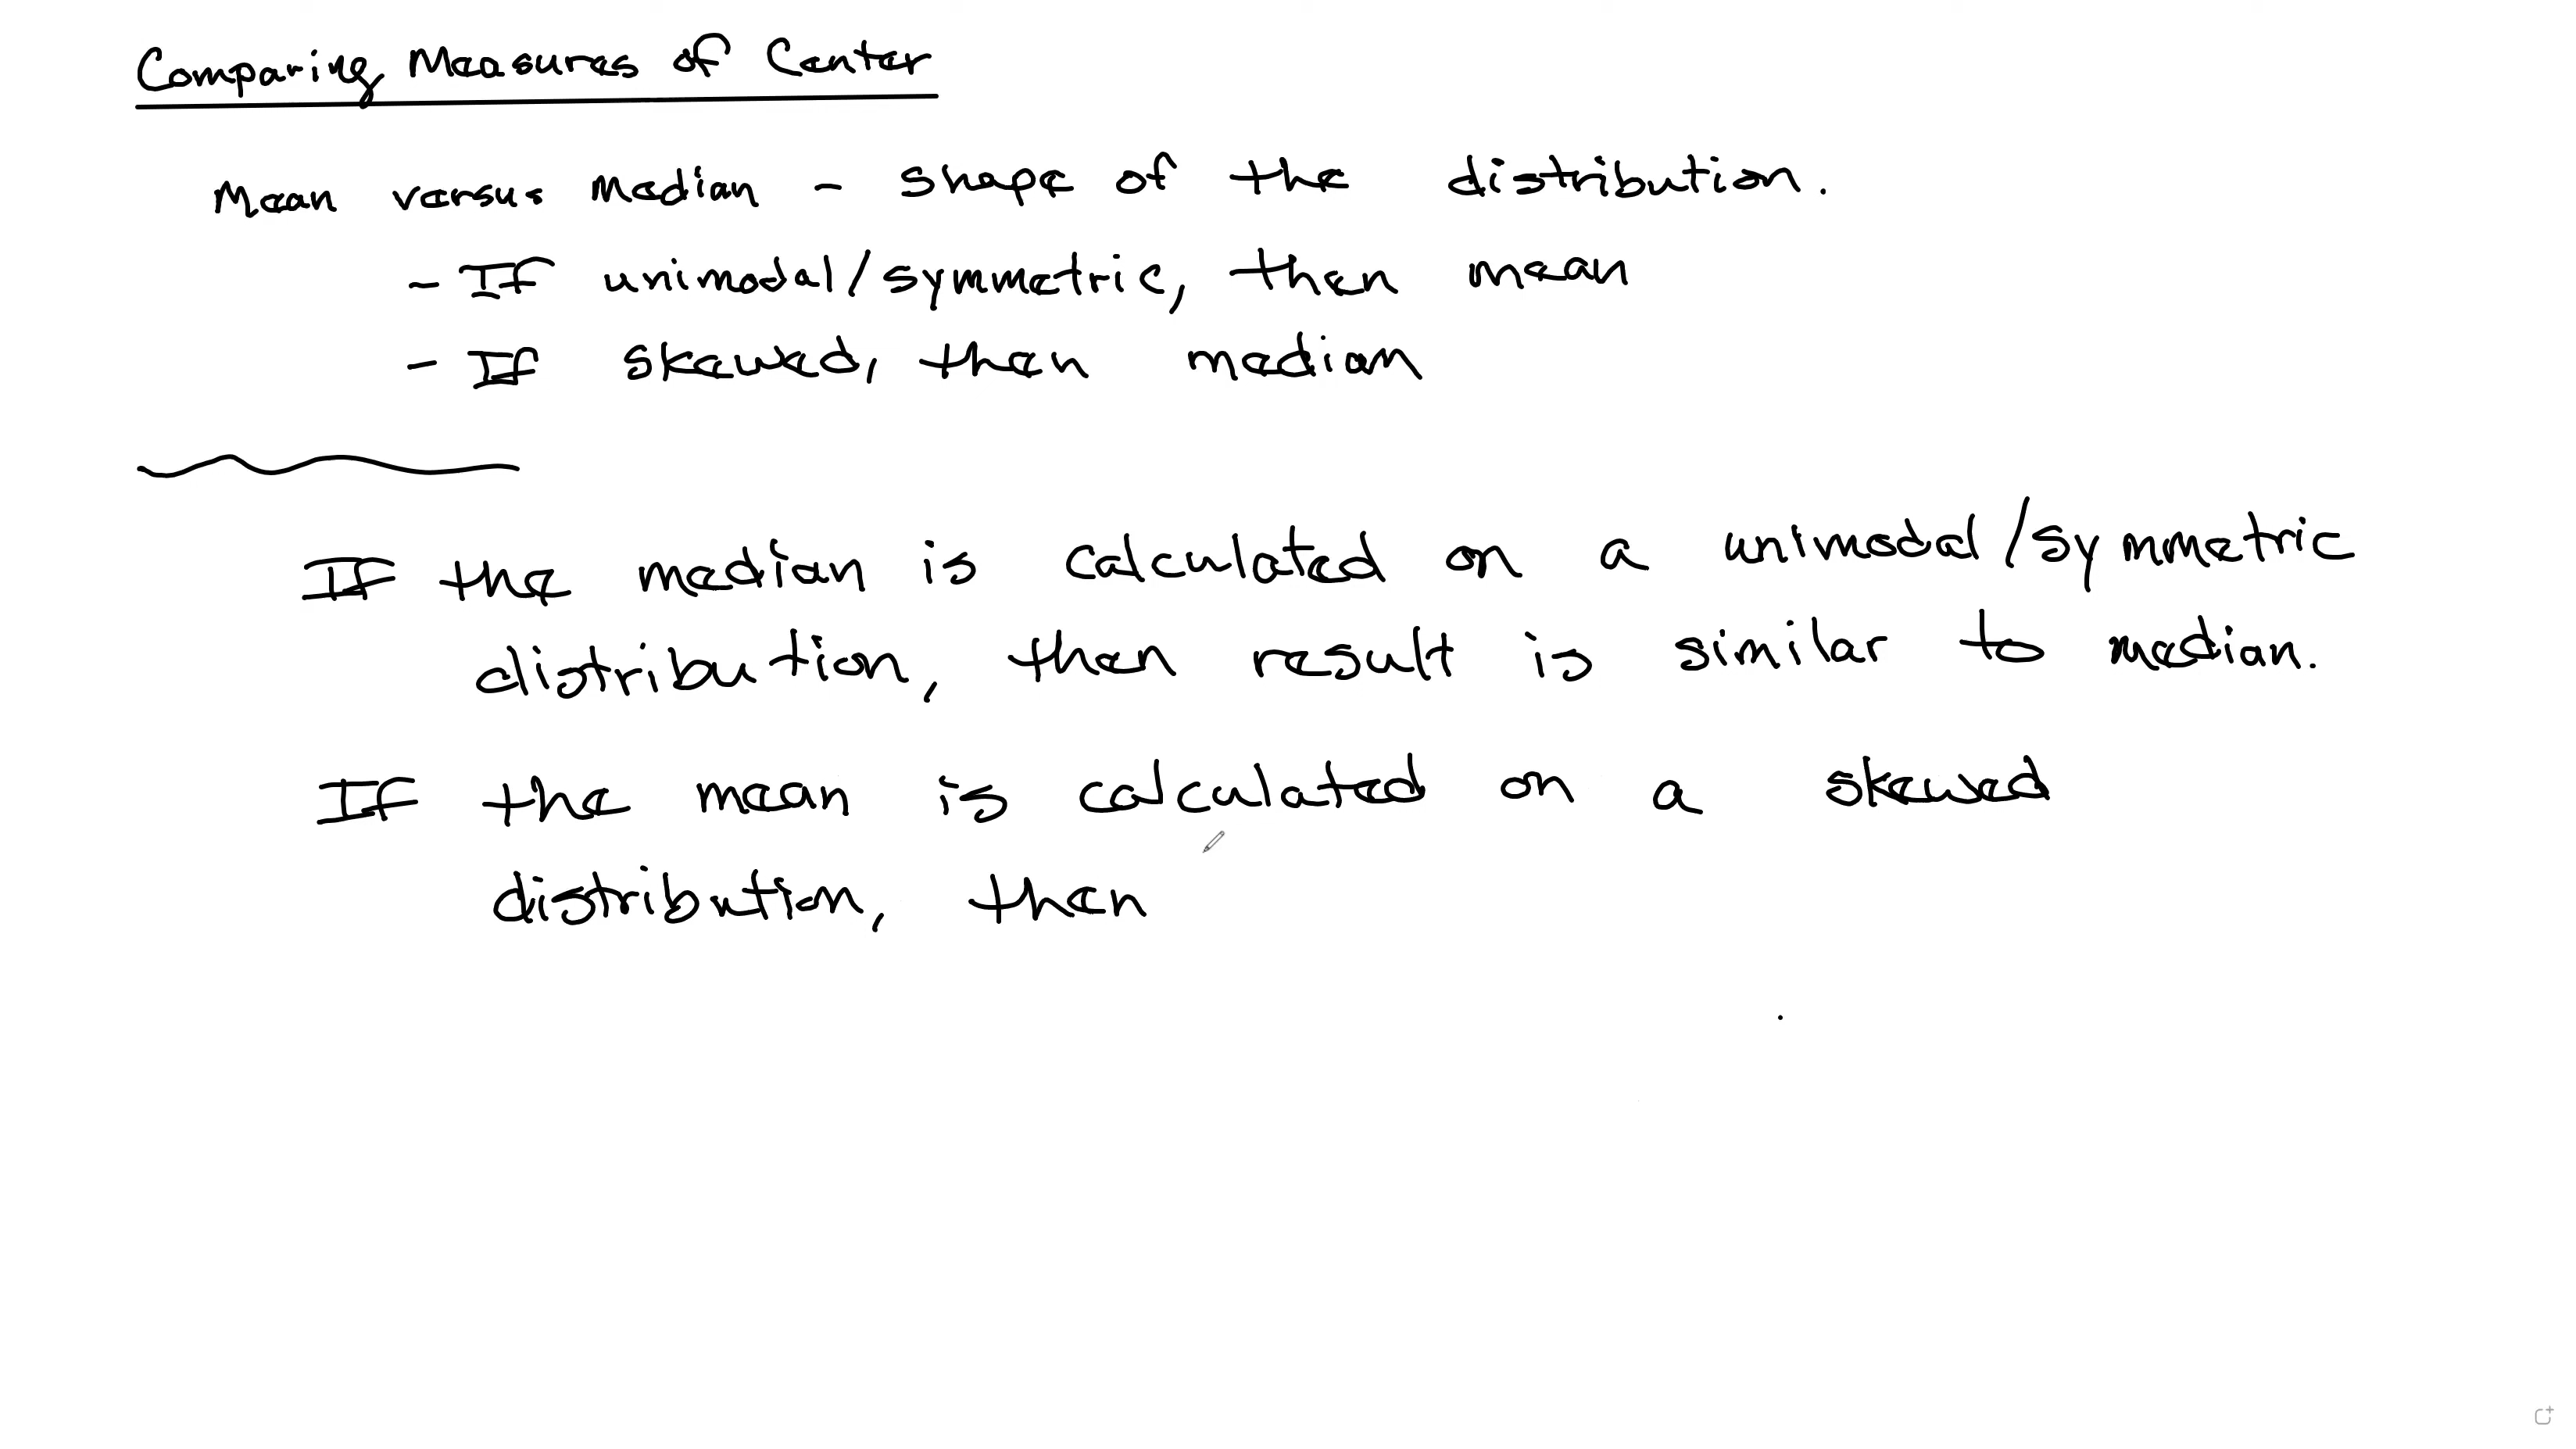 Comparing Measures of Center
Mean versus median - shape of the distribution.
- If unimodal/symmetric, then mean
- If skewed, then median
If the median is calculated on a unimodal/symmetric
distribution, then result is similar to median.
If the mean is calculated on a skewed
distribution, then